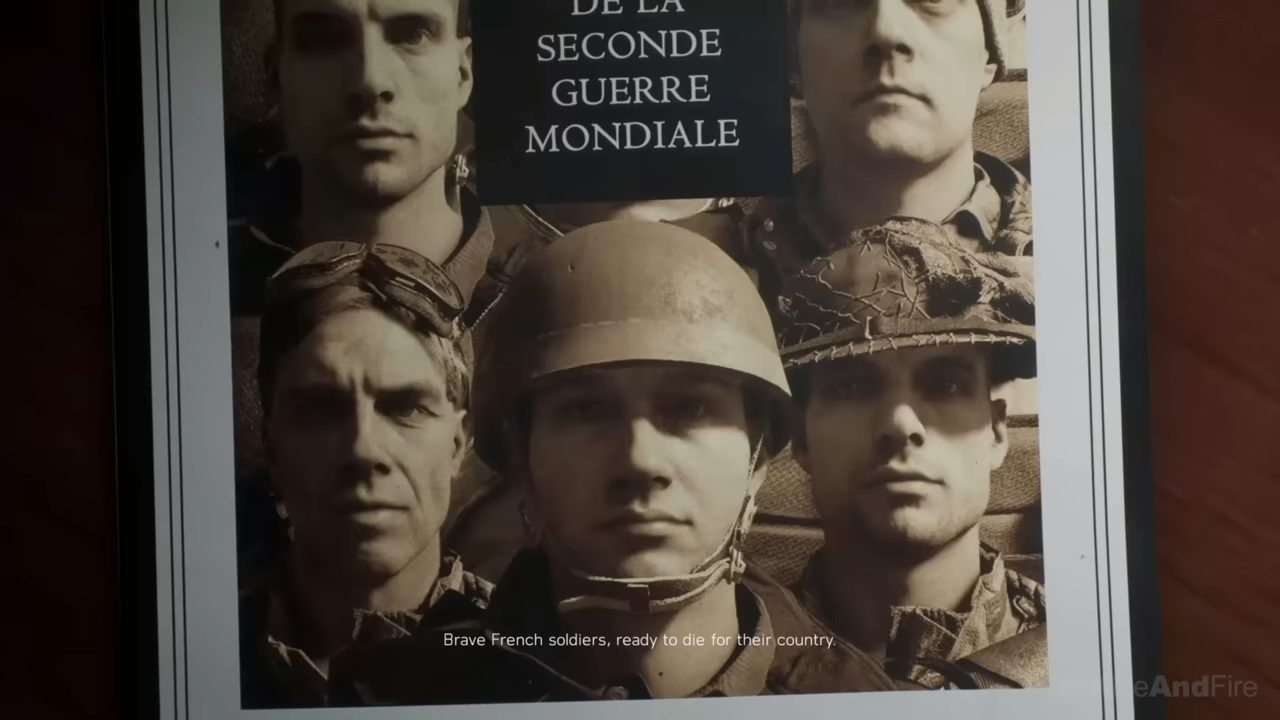 DE LA
SECONDE
GUERRE
MONDIALE
Brave French soldiers, ready to die for their country.
eAndFire